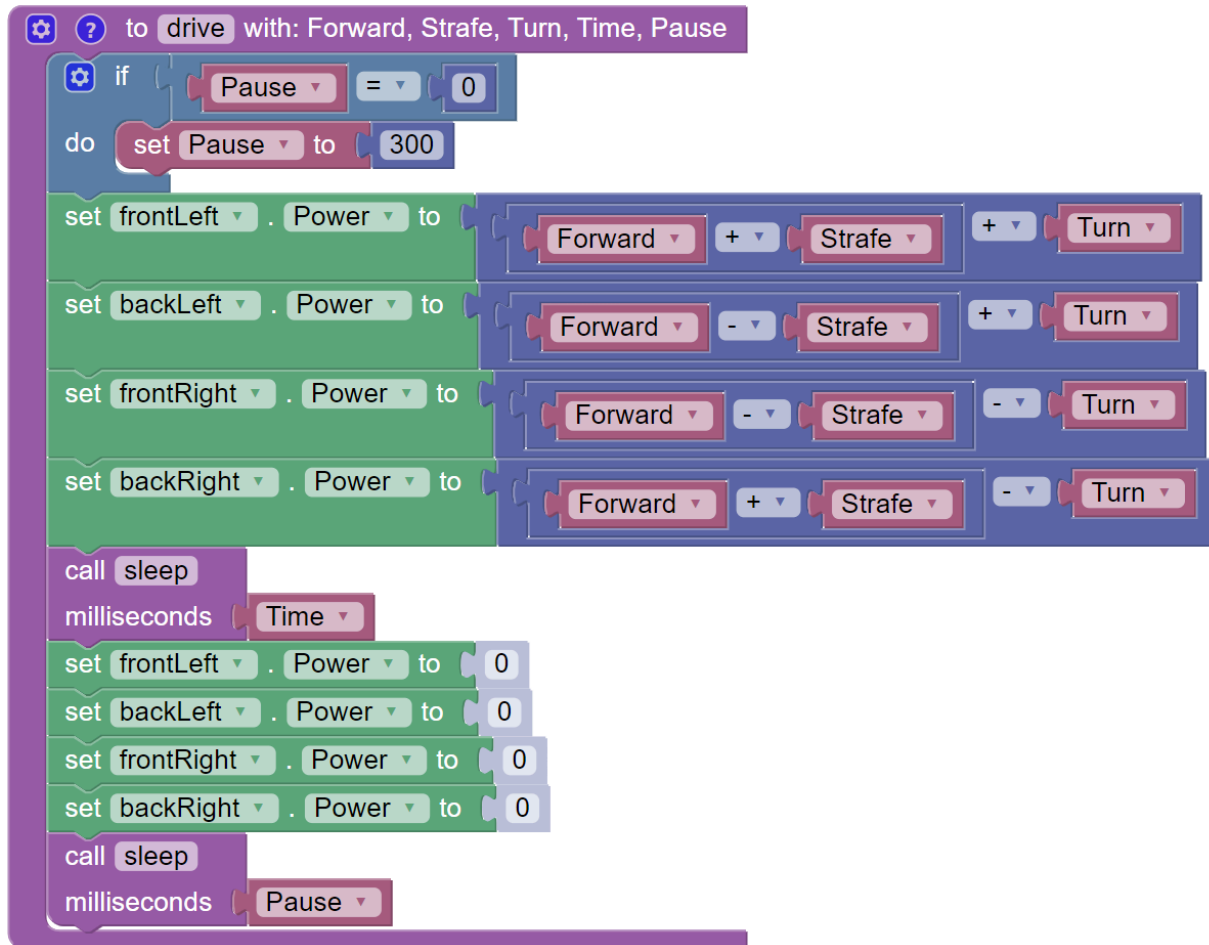 ? to drive with: Forward, Strafe, Turn, Time, Pause
if Pause = 0
do set Pause to 300
set frontLeft . Power to Forward + Strafe + Turn
set backLeft . Power to Forward - Strafe + Turn
set frontRight . Power to Forward - Strafe - Turn
set backRight . Power to Forward + Strafe - Turn
call sleep
milliseconds Time
set frontLeft . Power to 0
set backLeft . Power to 0
set frontRight . Power to 0
set backRight . Power to 0
call sleep
milliseconds Pause